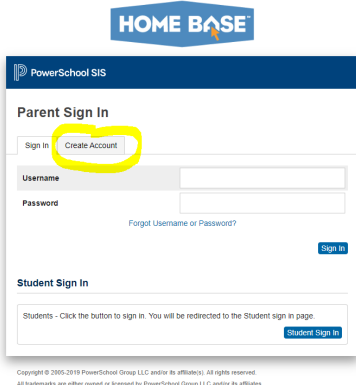 HOME BASE
PowerSchool SIS
Parent Sign In
Sign In Create Account
Username
Password
Forgot Username or Password?
Sign In
Student Sign In
Students - Click the button to sign in. You will be redirected to the Student sign in page.
Student Sign In
Copyright © 2005-2019 PowerSchool Group LLC and/or its affiliate(s). All rights reserved.
All trademarks are either owned or licensed by PowerSchool Group LLC and/or its affiliates.